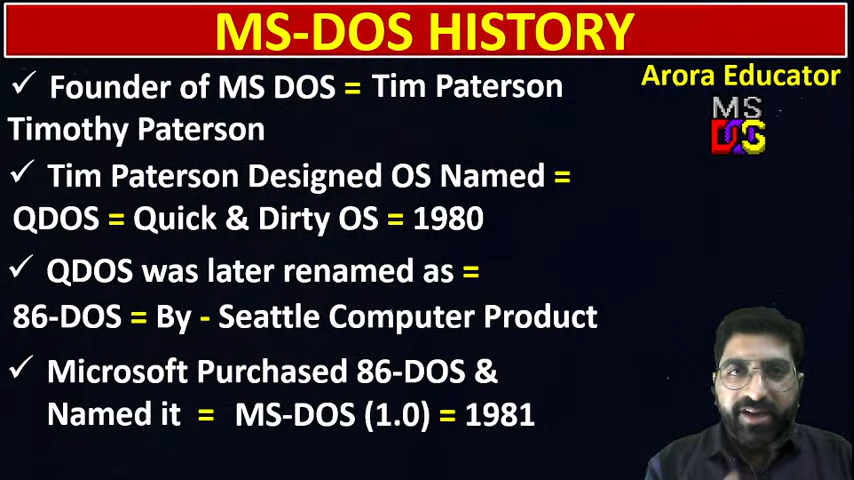 MS-DOS HISTORY
Arora Educator
MS
DOS
✓ Founder of MS DOS = Tim Paterson
Timothy Paterson
✓ Tim Paterson Designed OS Named =
QDOS = Quick & Dirty OS = 1980
✓ QDOS was later renamed as =
86-DOS = By - Seattle Computer Product
✓ Microsoft Purchased 86-DOS &
Named it = MS-DOS (1.0) = 1981